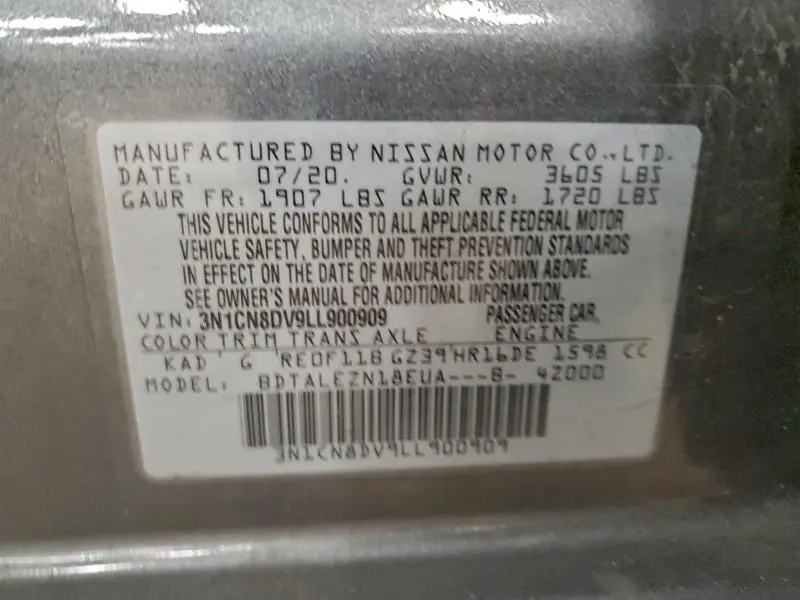 MANUFACTURED BY NISSAN MOTOR CO.,LTD.
DATE: 07/20. GVWR: 3605 LBS
GAWR FR: 1907 LBS GAWR RR: 1720 LBS
THIS VEHICLE CONFORMS TO ALL APPLICABLE FEDERAL MOTOR
VEHICLE SAFETY, BUMPER AND THEFT PREVENTION STANDARDS
IN EFFECT ON THE DATE OF MANUFACTURE SHOWN ABOVE.
SEE OWNER'S MANUAL FOR ADDITIONAL INFORMATION.
VIN: 3N1CN8DV9LL900909 PASSENGER CAR,
COLOR TRIM TRANS AXLE ENGINE
KAD G RE0F11B GZ39 HR16DE 1598 CC
MODEL: BDTALEZN18EUA---B- 42000
3N1CN8DV9LL900909